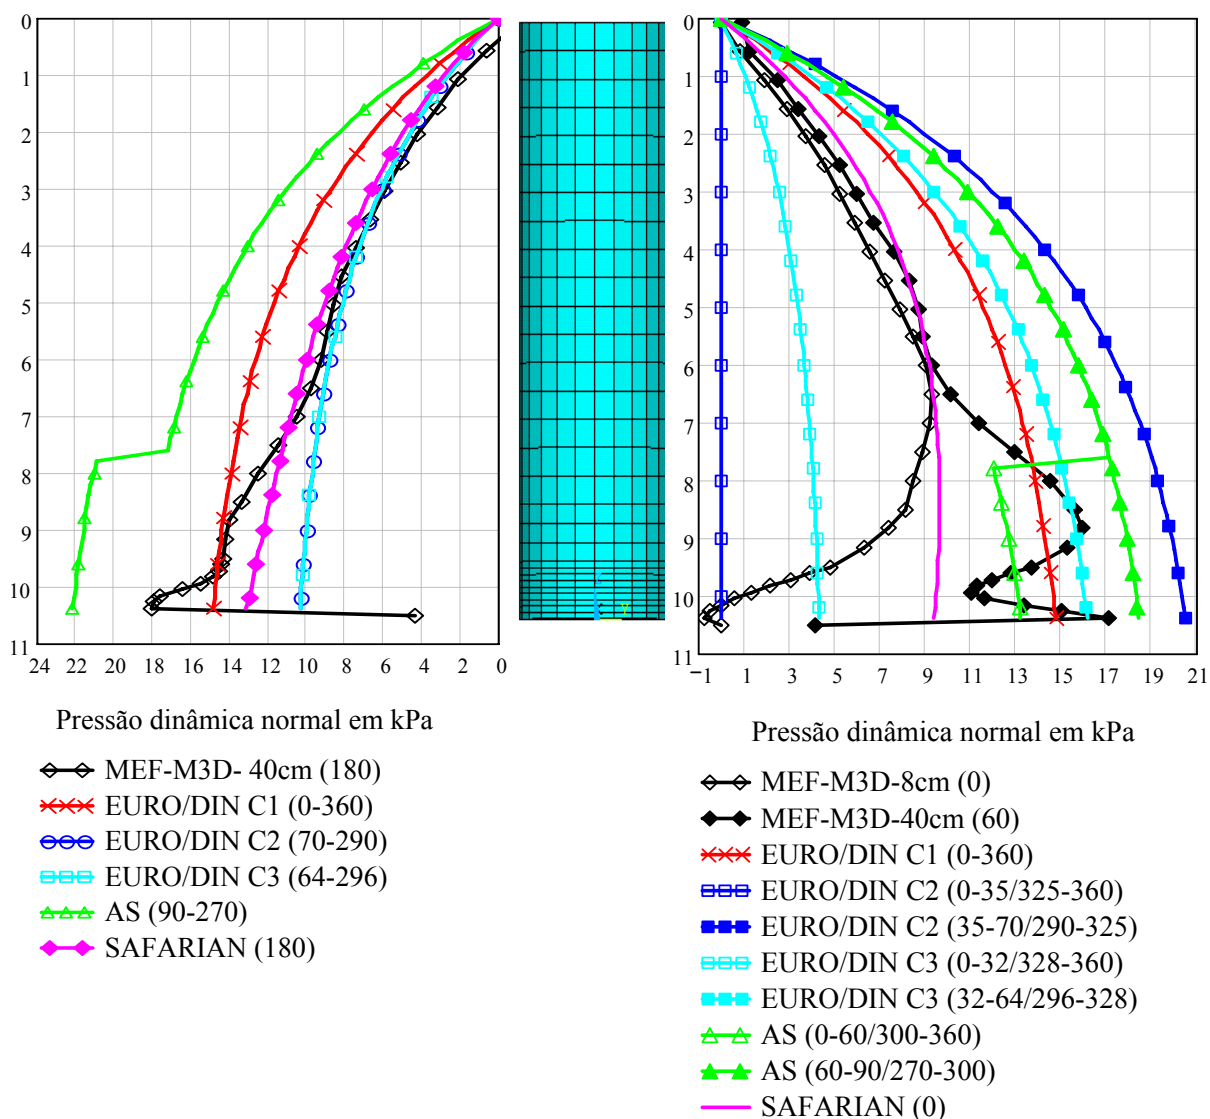 0
1
2
3
4
5
6
7
8
9
10
11
24 22 20 18 16 14 12 10 8 6 4 2 0
Pressão dinâmica normal em kPa
MEF-M3D- 40cm (180)
EURO/DIN C1 (0-360)
EURO/DIN C2 (70-290)
EURO/DIN C3 (64-296)
AS (90-270)
SAFARIAN (180)
Y
0
1
2
3
4
5
6
7
8
9
10
11
−1 1 3 5 7 9 11 13 15 17 19 21
Pressão dinâmica normal em kPa
MEF-M3D-8cm (0)
MEF-M3D-40cm (60)
EURO/DIN C1 (0-360)
EURO/DIN C2 (0-35/325-360)
EURO/DIN C2 (35-70/290-325)
EURO/DIN C3 (0-32/328-360)
EURO/DIN C3 (32-64/296-328)
AS (0-60/300-360)
AS (60-90/270-300)
SAFARIAN (0)